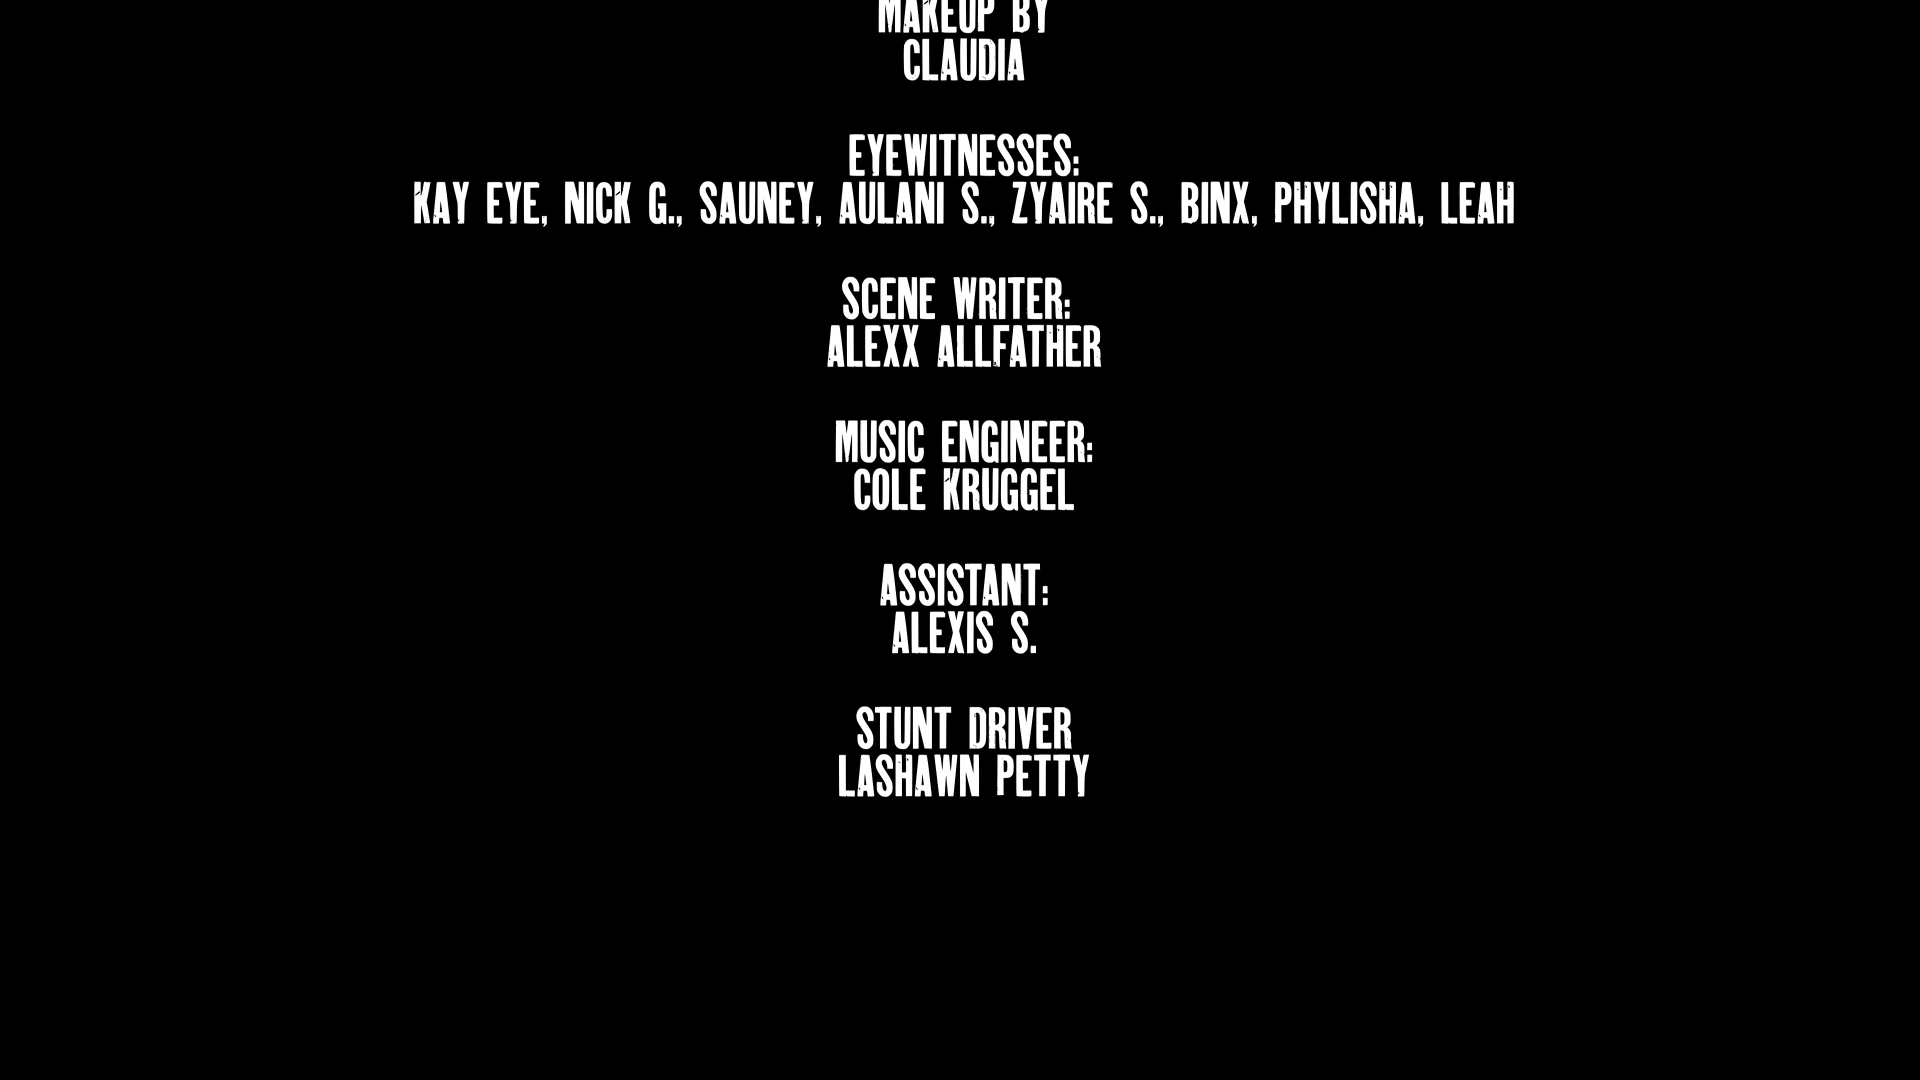 MAKEUP BY
CLAUDIA
EYEWITNESSES:
KAY EYE, NICK G., SAUNEY, AULANI S., ZYAIRE S., BINX, PHYLISHA, LEAH
SCENE WRITER:
ALEXX ALLFATHER
MUSIC ENGINEER:
COLE KRUGGEL
ASSISTANT:
ALEXIS S.
STUNT DRIVER
LASHAWN PETTY